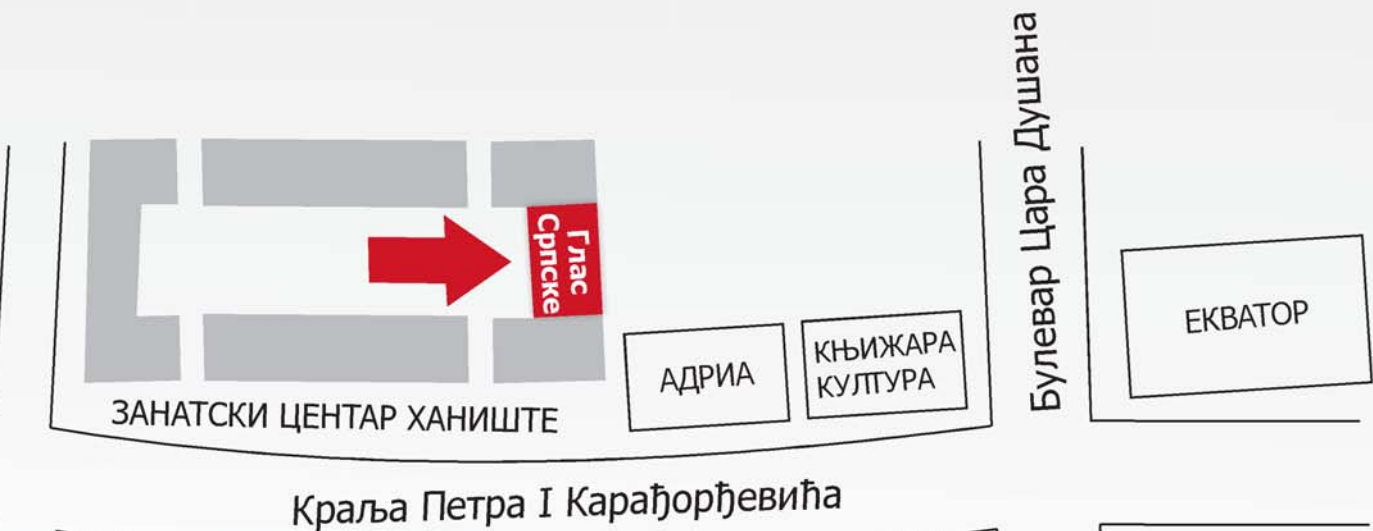 Булевар Цара Душана
Глас
Српске
ЕКВАТОР
КЊИЖАРА
КУЛТУРА
АДРИА
ЗАНАТСКИ ЦЕНТАР ХАНИШТЕ
Краља Петра I Карађорђевића